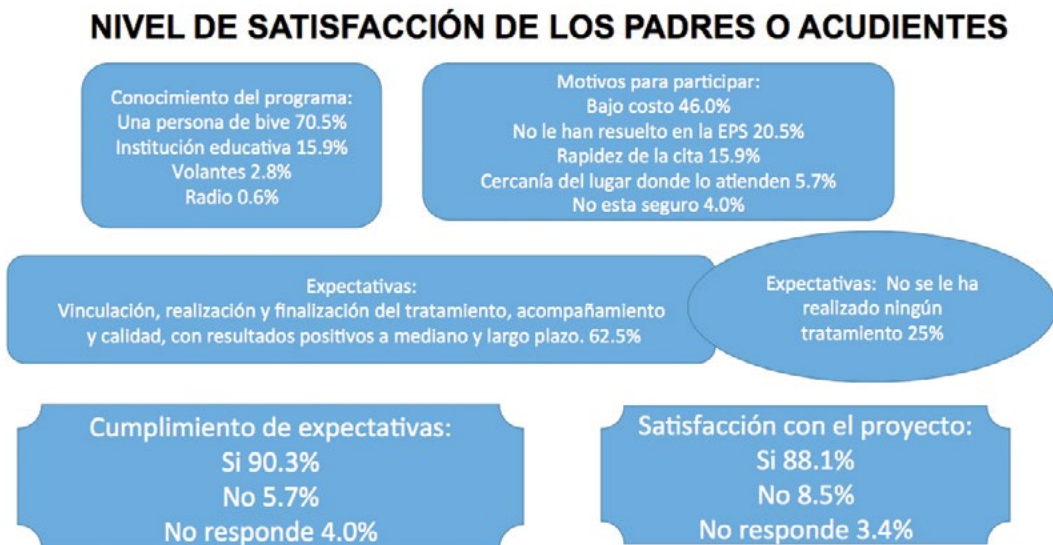 NIVEL DE SATISFACCIÓN DE LOS PADRES O ACUDIENTES
Conocimiento del programa:
Una persona de bive 70.5%
Institución educativa 15.9%
Volantes 2.8%
Radio 0.6%
Motivos para participar:
Bajo costo 46.0%
No le han resuelto en la EPS 20.5%
Rapidez de la cita 15.9%
Cercanía del lugar donde lo atienden 5.7%
No esta seguro 4.0%
Expectativas:
Vinculación, realización y finalización del tratamiento, acompañamiento
y calidad, con resultados positivos a mediano y largo plazo. 62.5%
Expectativas: No se le ha
realizado ningún
tratamiento 25%
Cumplimiento de expectativas:
Si 90.3%
No 5.7%
No responde 4.0%
Satisfacción con el proyecto:
Si 88.1%
No 8.5%
No responde 3.4%